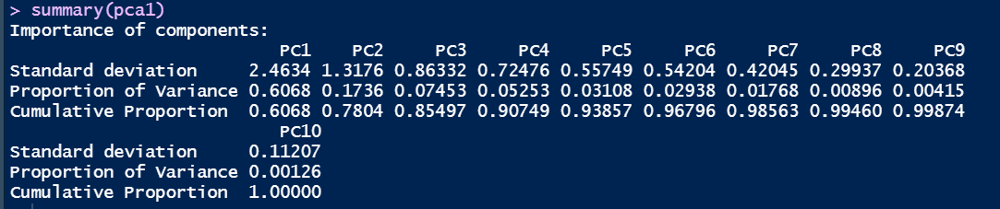 > summary(pca1)
Importance of components:
                          PC1    PC2     PC3     PC4     PC5     PC6     PC7     PC8     PC9
Standard deviation     2.4634 1.3176 0.86332 0.72476 0.55749 0.54204 0.42045 0.29937 0.20368
Proportion of Variance 0.6068 0.1736 0.07453 0.05253 0.03108 0.02938 0.01768 0.00896 0.00415
Cumulative Proportion  0.6068 0.7804 0.85497 0.90749 0.93857 0.96796 0.98563 0.99460 0.99874
                          PC10
Standard deviation     0.11207
Proportion of Variance 0.00126
Cumulative Proportion  1.00000